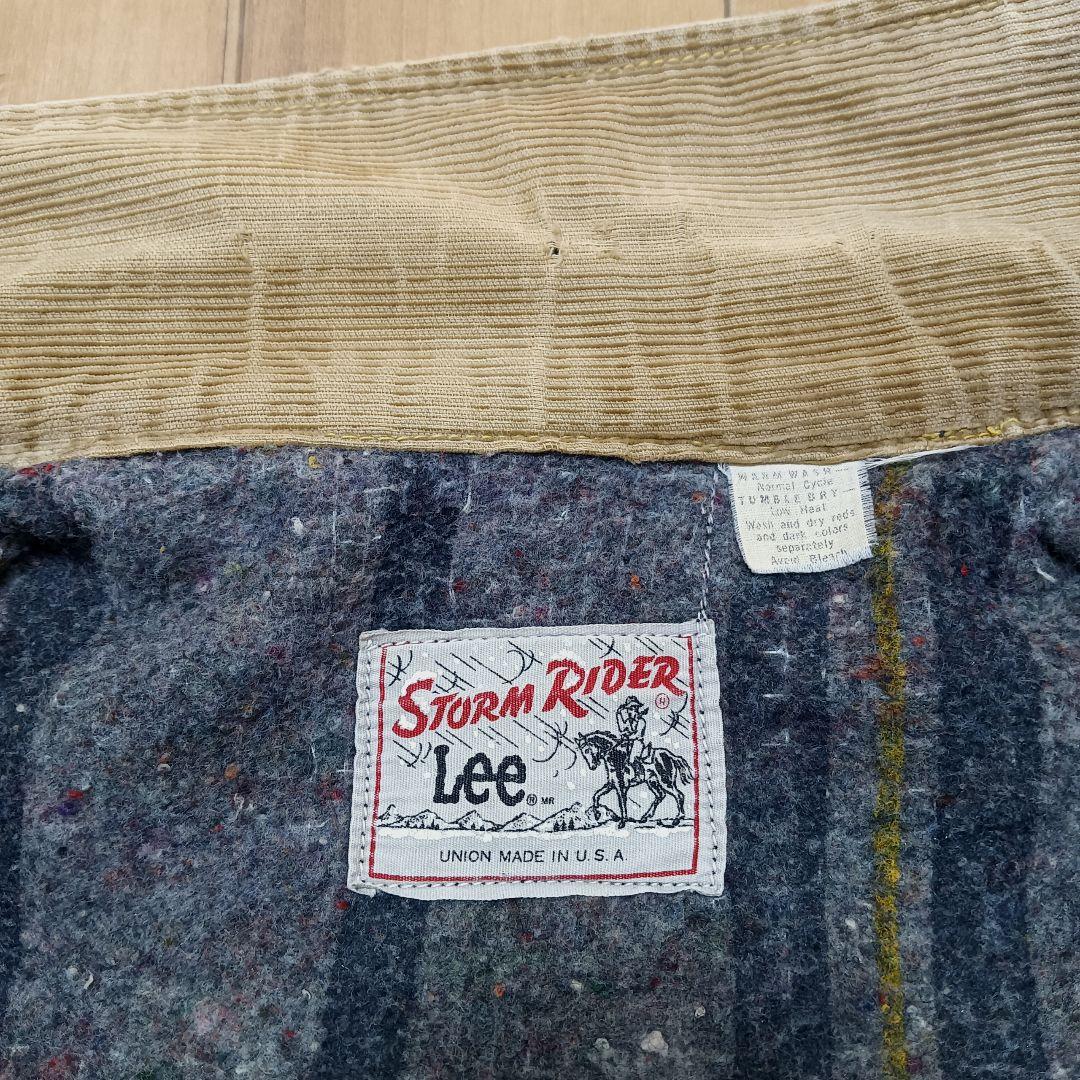 WARM WASH
Normal Cycle
TUMBLE DRY
Low Heat
Wash and dry reds
and dark colors
separately
Avoid Bleach
STORM RIDER ®
Lee ® MR
UNION MADE IN U.S.A.